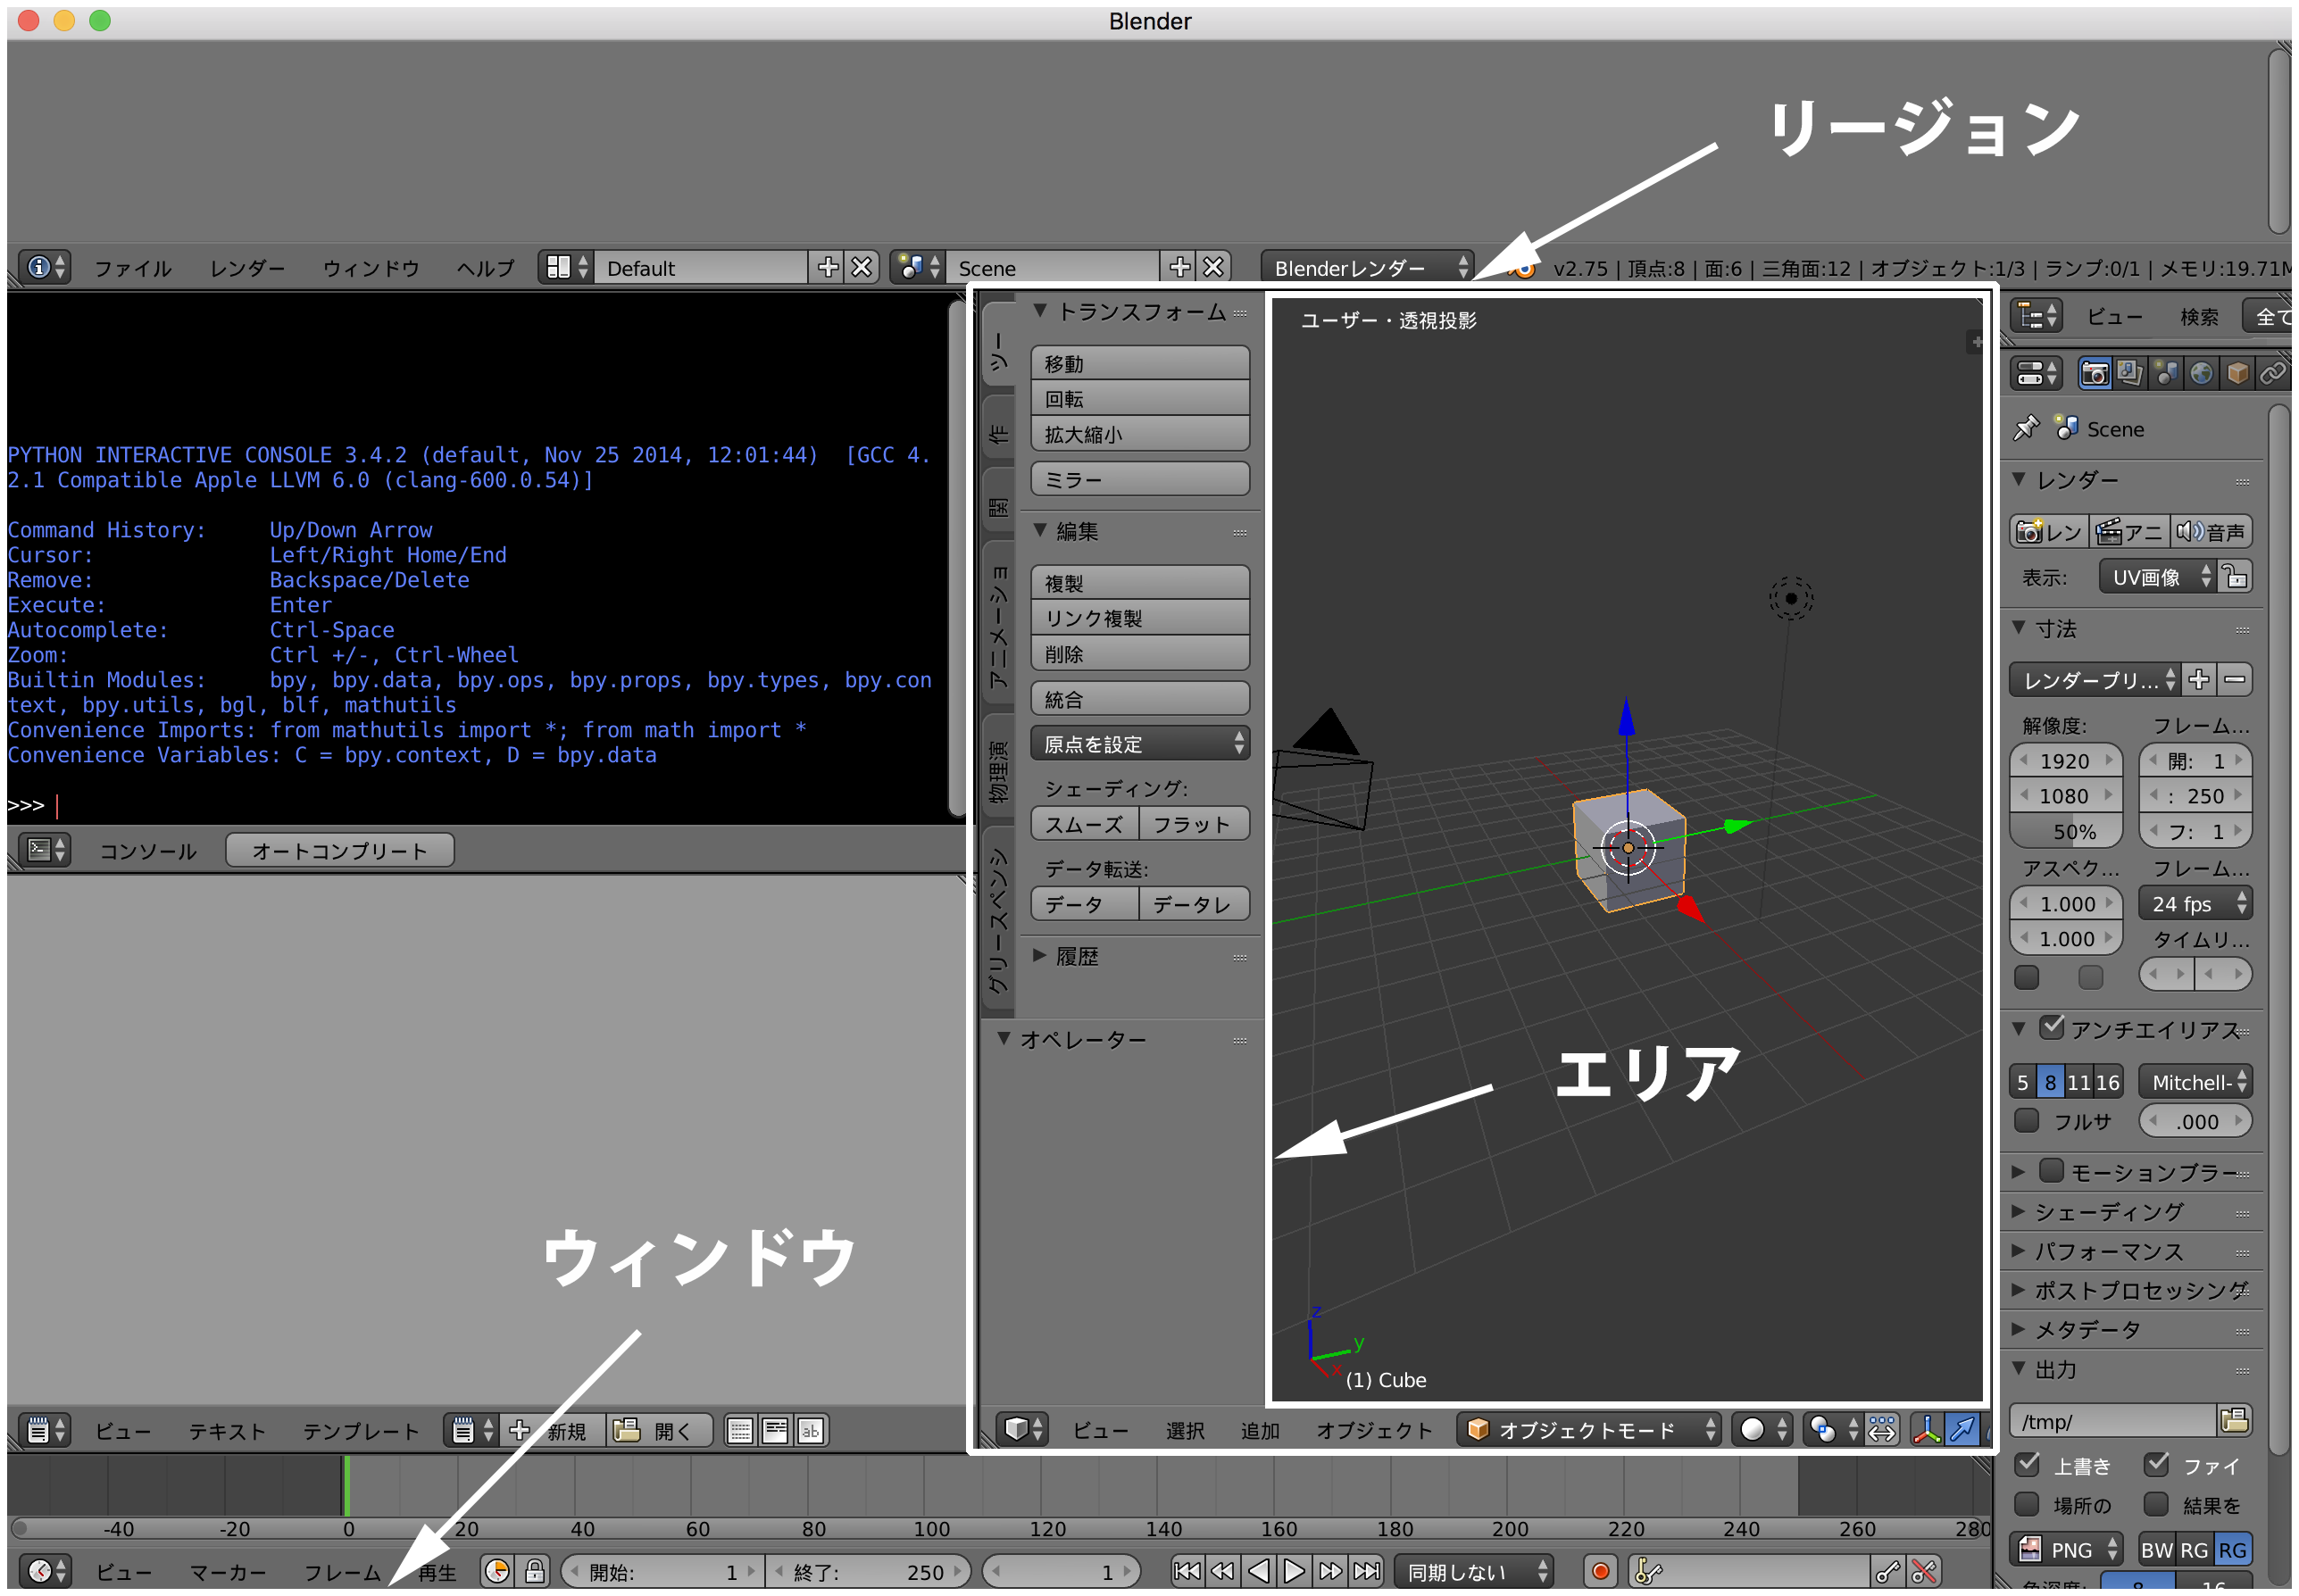 Blender
リージョン
ファイル レンダー ウィンドウ ヘルプ Default Scene Blenderレンダー v2.75 | 頂点:8 | 面:6 | 三角面:12 | オブジェクト:1/3 | ランプ:0/1 | メモリ:19.71M
PYTHON INTERACTIVE CONSOLE 3.4.2 (default, Nov 25 2014, 12:01:44)  [GCC 4.
2.1 Compatible Apple LLVM 6.0 (clang-600.0.54)]
Command History:     Up/Down Arrow
Cursor:              Left/Right Home/End
Remove:              Backspace/Delete
Execute:             Enter
Autocomplete:        Ctrl-Space
Zoom:                Ctrl +/-, Ctrl-Wheel
Builtin Modules:     bpy, bpy.data, bpy.ops, bpy.props, bpy.types, bpy.con
text, bpy.utils, bgl, blf, mathutils
Convenience Imports: from mathutils import *; from math import *
Convenience Variables: C = bpy.context, D = bpy.data
>>>
コンソール オートコンプリート
ウィンドウ
ビュー テキスト テンプレート 新規 開く ab
ツー
作
関
アニメーショ
物理演
グリースペンシ
トランスフォーム
移動
回転
拡大縮小
ミラー
編集
複製
リンク複製
削除
統合
原点を設定
シェーディング:
スムーズ フラット
データ転送:
データ データレ
履歴
オペレーター
ユーザー・透視投影
エリア
z
y
x
(1) Cube
ビュー 選択 追加 オブジェクト オブジェクトモード
ビュー 検索 全て
Scene
レンダー
レン アニ 音声
表示: UV画像
寸法
レンダープリ...
解像度: フレーム...
1920 開: 1
1080 : 250
50% フ: 1
アスペク... フレーム...
1.000 24 fps
1.000 タイムリ...
アンチエイリアス
5 8 11 16 Mitchell-
フルサ .000
モーションブラー
シェーディング
パフォーマンス
ポストプロセッシング
メタデータ
出力
/tmp/
上書き ファイ
場所の 結果を
PNG BW RG RG
色深度: 8 16
-40 -20 0 20 40 60 80 100 120 140 160 180 200 220 240 260 280
ビュー マーカー フレーム 再生 開始: 1 終了: 250 1 同期しない